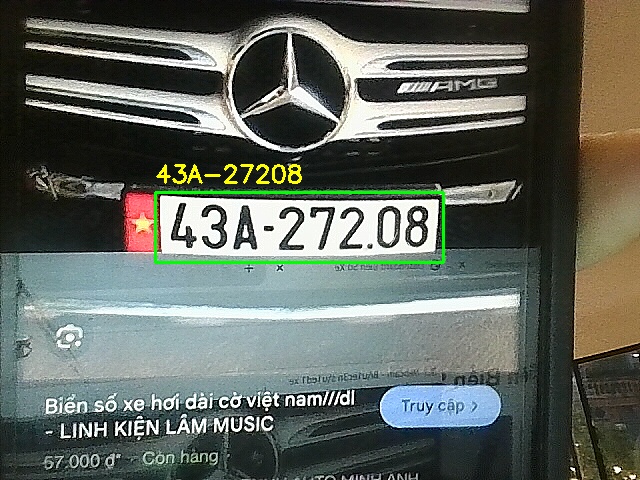 AMG
43A-27208
43A-272.08
Biển số xe hơi dài cờ việt nam///dl
- LINH KIỆN LÂM MUSIC
Truy cập >
57.000 đ* · Còn hàng